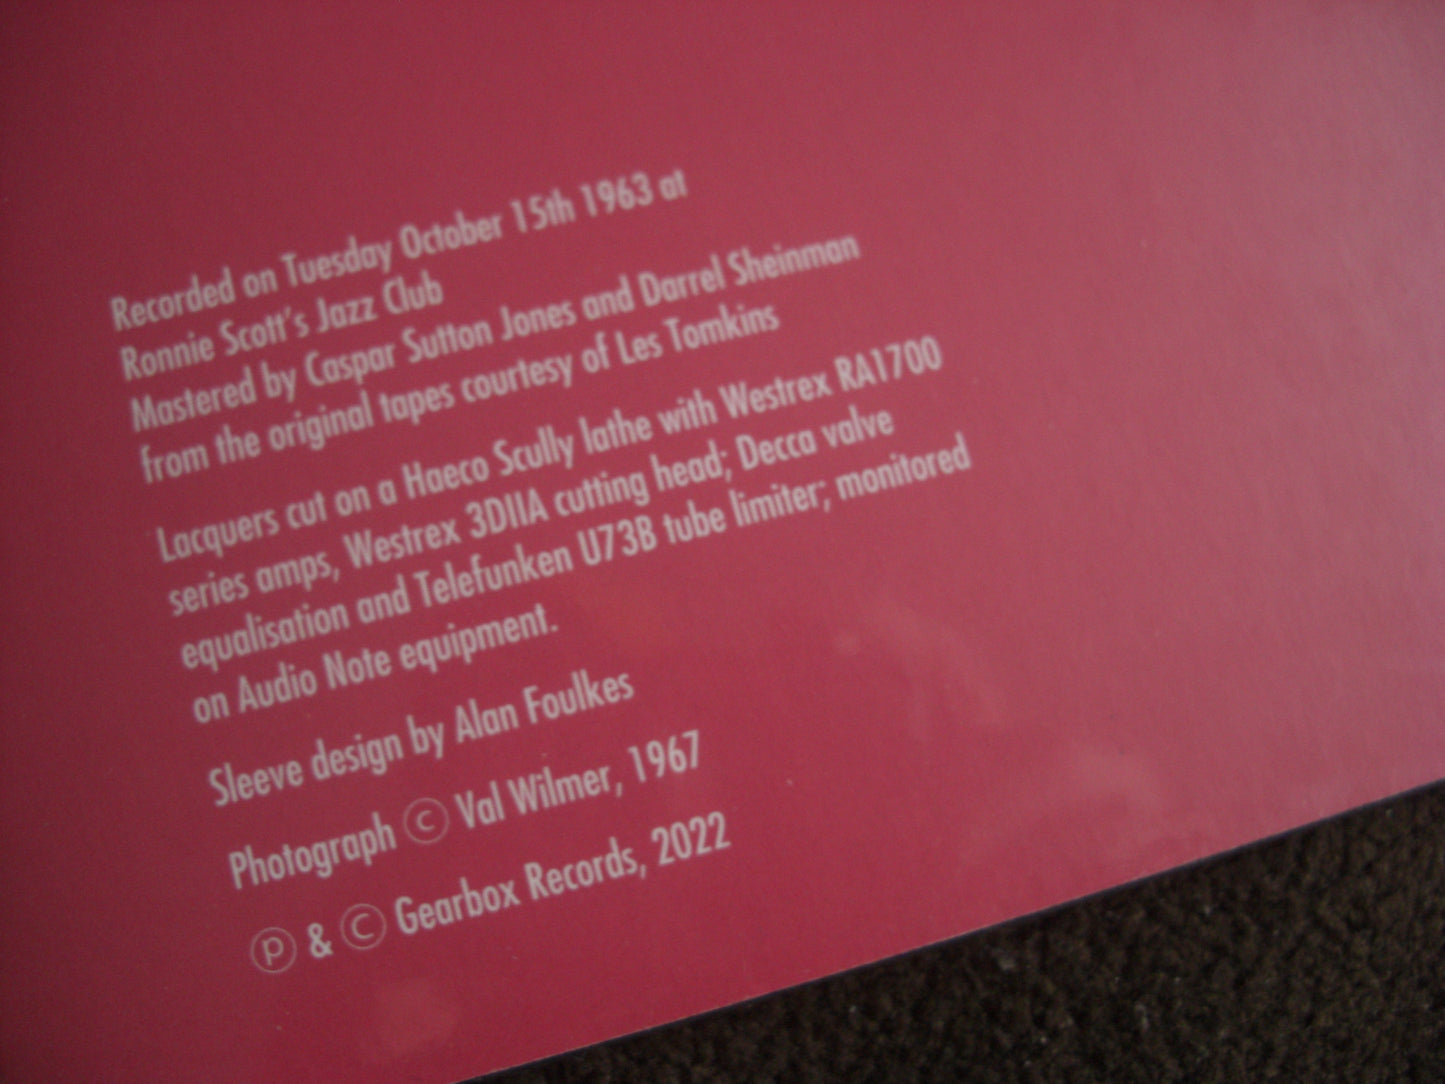 Recorded on Tuesday October 15th 1963 at
Ronnie Scott's Jazz Club
Mastered by Caspar Sutton Jones and Darrel Sheinman
from the original tapes courtesy of Les Tomkins
Lacquers cut on a Haeco Scully lathe with Westrex RA1700
series amps, Westrex 3DIIA cutting head; Decca valve
equalisation and Telefunken U73B tube limiter; monitored
on Audio Note equipment.
Sleeve design by Alan Foulkes
Photograph © Val Wilmer, 1967
℗ & © Gearbox Records, 2022